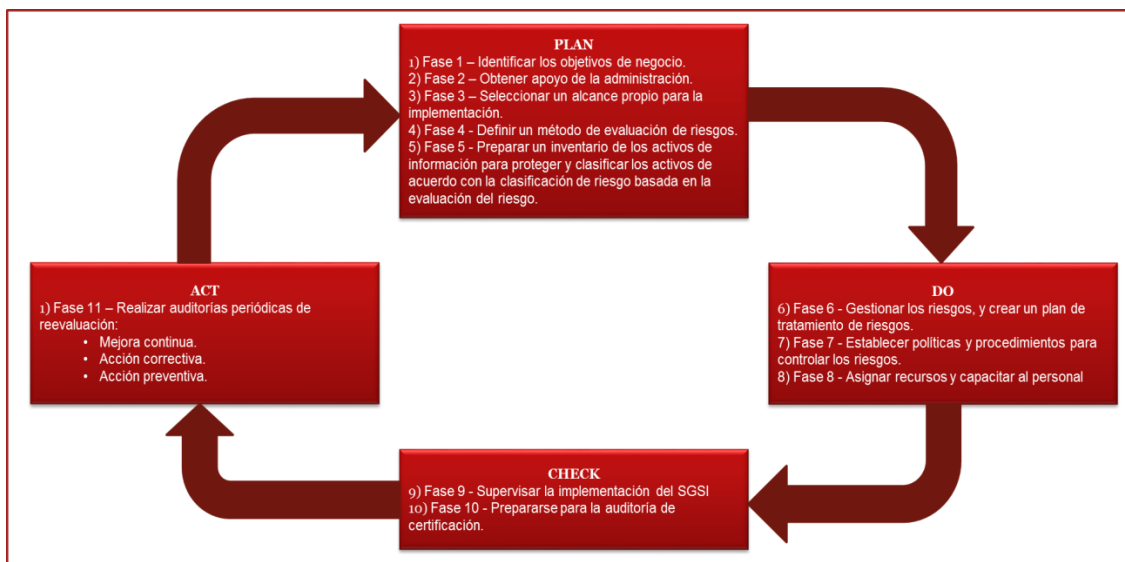 PLAN
1) Fase 1 – Identificar los objetivos de negocio.
2) Fase 2 – Obtener apoyo de la administración.
3) Fase 3 – Seleccionar un alcance propio para la
implementación.
4) Fase 4 - Definir un método de evaluación de riesgos.
5) Fase 5 - Preparar un inventario de los activos de
información para proteger y clasificar los activos de
acuerdo con la clasificación de riesgo basada en la
evaluación del riesgo.
DO
6) Fase 6 - Gestionar los riesgos, y crear un plan de
tratamiento de riesgos.
7) Fase 7 - Establecer políticas y procedimientos para
controlar los riesgos.
8) Fase 8 - Asignar recursos y capacitar al personal
CHECK
9) Fase 9 - Supervisar la implementación del SGSI
10) Fase 10 - Prepararse para la auditoría de
certificación.
ACT
1) Fase 11 – Realizar auditorías periódicas de
reevaluación:
• Mejora continua.
• Acción correctiva.
• Acción preventiva.